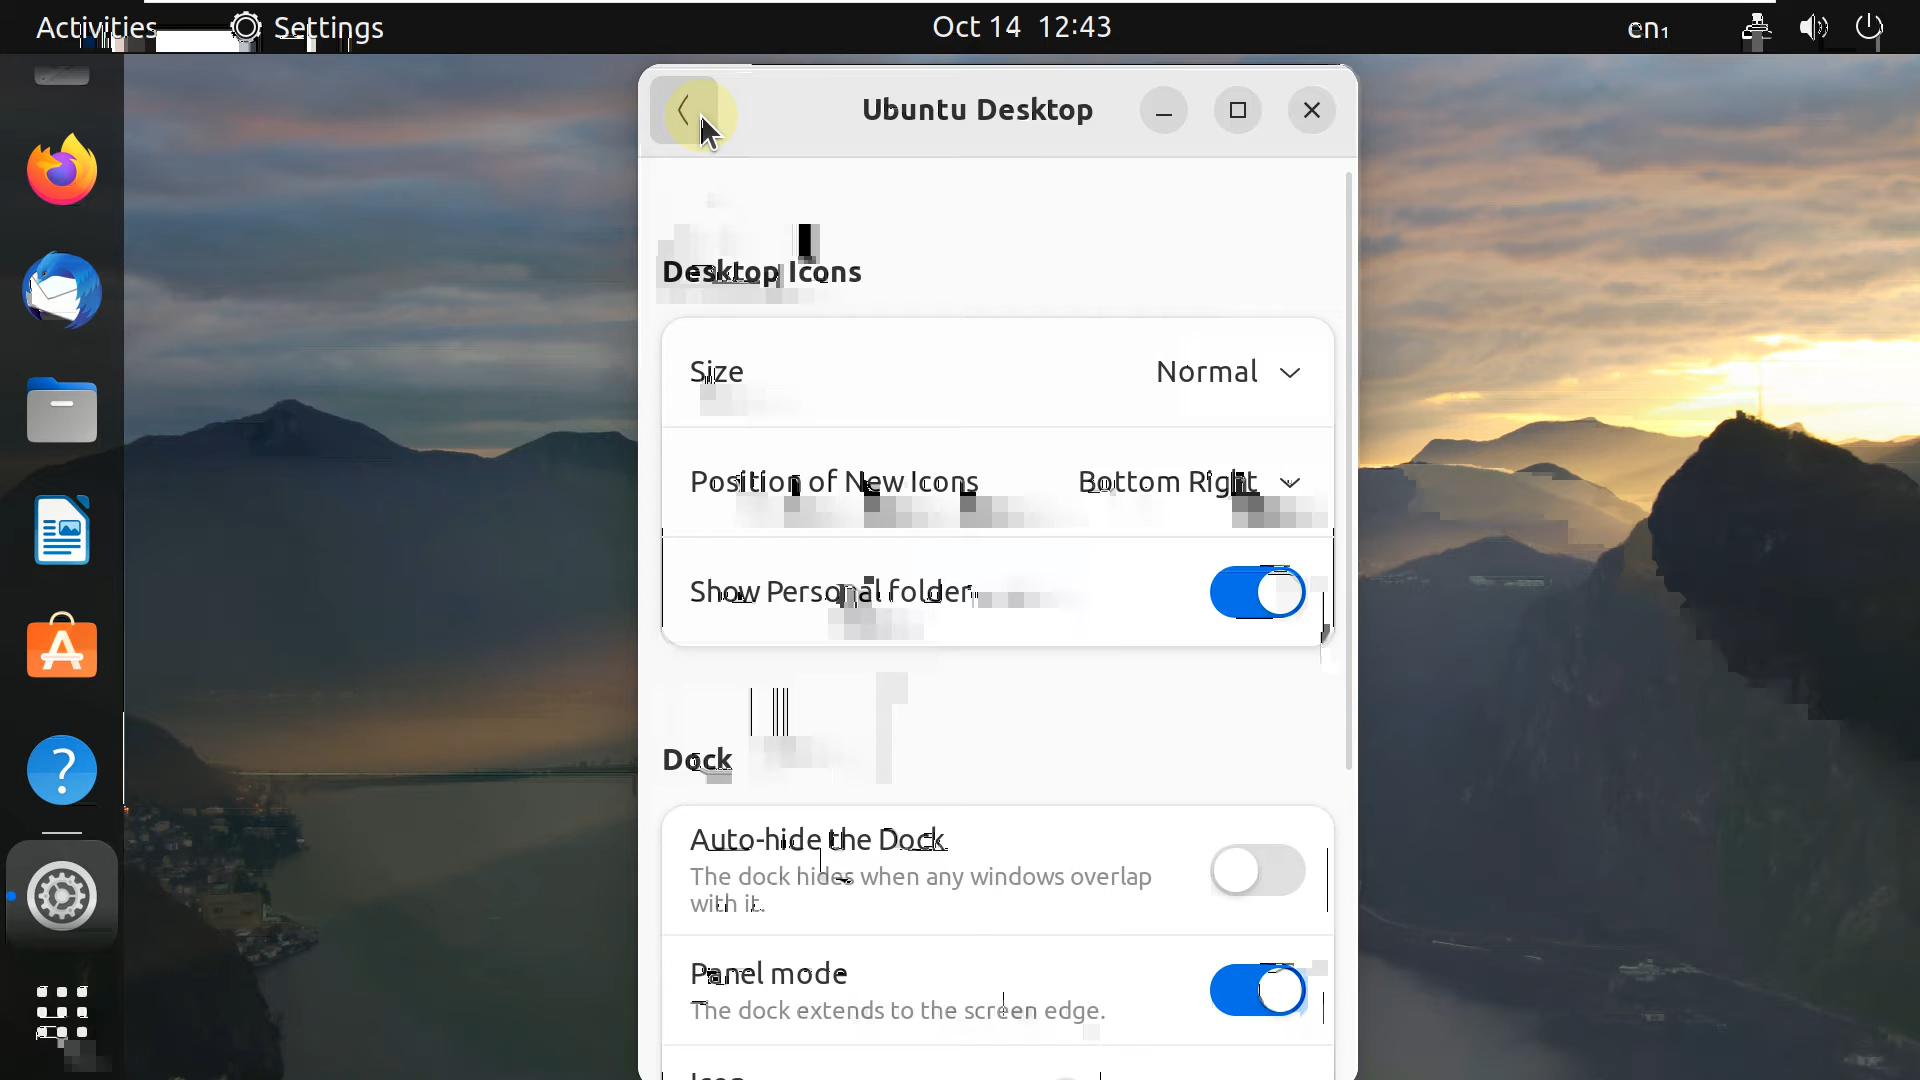 Activities
Settings
Oct 14 12:43
en₁
Ubuntu Desktop
Desktop Icons
Size
Normal
Position of New Icons
Bottom Right
Show Personal folder
Dock
Auto-hide the Dock
The dock hides when any windows overlap
with it.
Panel mode
The dock extends to the screen edge.